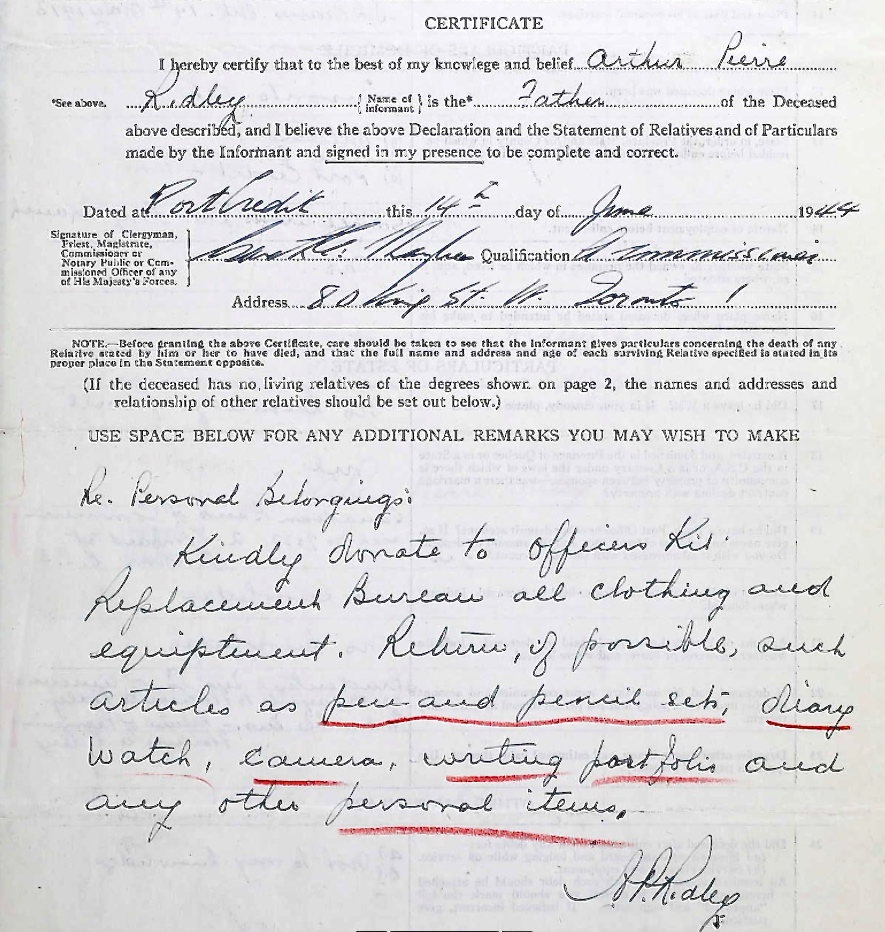 CERTIFICATE
I hereby certify that to the best of my knowlege and belief Arthur Pierre
*See above. Ridley { Name of informant } is the* Father of the Deceased
above described, and I believe the above Declaration and the Statement of Relatives and of Particulars
made by the Informant and signed in my presence to be complete and correct.
Dated at Port Credit this 14th day of June 1944
Signature of Clergyman,
Priest, Magistrate,
Commissioner or
Notary Public or Com-
missioned Officer of any
of His Majesty's Forces.
Qualification A Commissioner
Address 80 King St. W. Toronto 1
NOTE.—Before granting the above Certificate, care should be taken to see that the informant gives particulars concerning the death of any
Relative stated by him or her to have died, and that the full name and address and age of each surviving Relative specified is stated in its
proper place in the Statement opposite.
(If the deceased has no living relatives of the degrees shown on page 2, the names and addresses and
relationship of other relatives should be set out below.)
USE SPACE BELOW FOR ANY ADDITIONAL REMARKS YOU MAY WISH TO MAKE
Re. Personal Belongings:
Kindly donate to Officers Kit
Replacement Bureau all clothing and
equiptment. Return, if possible, such
articles as pen and pencil sets, diary
watch, camera, writing portfolio and
any other personal items.
A.P. Ridley